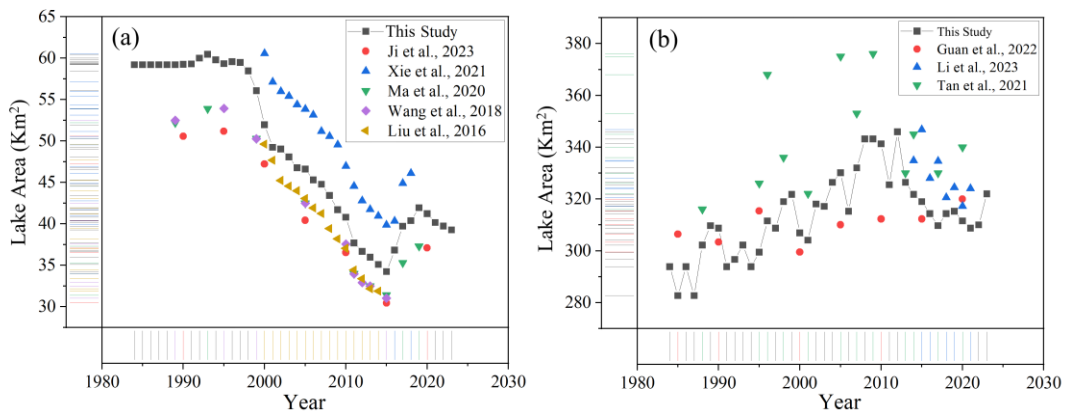 (a)
This Study
Ji et al., 2023
Xie et al., 2021
Ma et al., 2020
Wang et al., 2018
Liu et al., 2016
Lake Area (Km²)
65
60
55
50
45
40
35
30
1980
1990
2000
2010
2020
2030
Year
(b)
This Study
Guan et al., 2022
Li et al., 2023
Tan et al., 2021
Lake Area (Km²)
380
360
340
320
300
280
1980
1990
2000
2010
2020
2030
Year